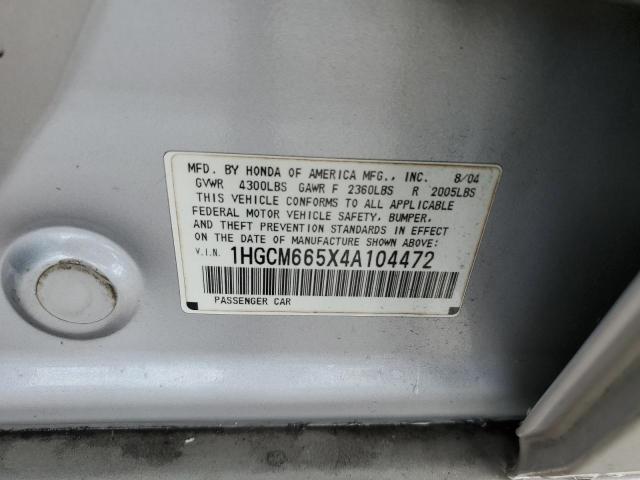 MFD. BY HONDA OF AMERICA MFG., INC. 8/04
GVWR 4300LBS GAWR F 2360LBS R 2005LBS
THIS VEHICLE CONFORMS TO ALL APPLICABLE
FEDERAL MOTOR VEHICLE SAFETY, BUMPER,
AND THEFT PREVENTION STANDARDS IN EFFECT
ON THE DATE OF MANUFACTURE SHOWN ABOVE:
V.I.N. 1HGCM665X4A104472
PASSENGER CAR